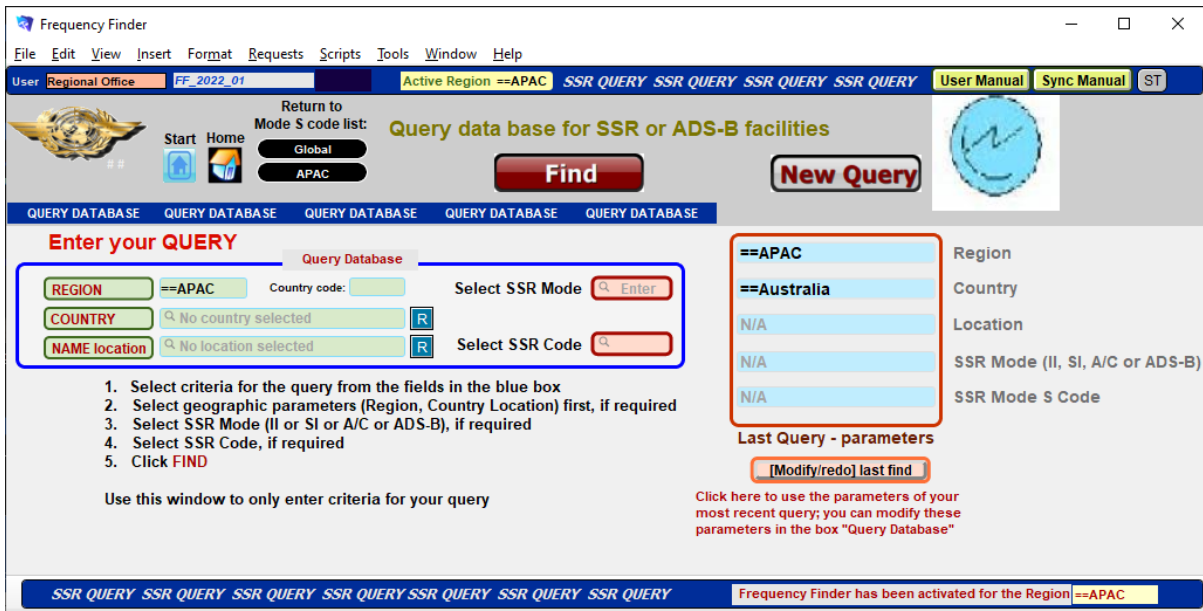 Frequency Finder
File Edit View Insert Format Requests Scripts Tools Window Help
User Regional Office FF_2022_01 Active Region ==APAC SSR QUERY SSR QUERY SSR QUERY SSR QUERY User Manual Sync Manual ST
Return to
Mode S code list:
Start Home
Global
APAC
# #
Query data base for SSR or ADS-B facilities
Find
New Query
QUERY DATABASE QUERY DATABASE QUERY DATABASE QUERY DATABASE QUERY DATABASE
Enter your QUERY
Query Database
REGION ==APAC Country code: Select SSR Mode Enter
COUNTRY No country selected R
NAME location No location selected R Select SSR Code
1. Select criteria for the query from the fields in the blue box
2. Select geographic parameters (Region, Country Location) first, if required
3. Select SSR Mode (II or SI or A/C or ADS-B), if required
4. Select SSR Code, if required
5. Click FIND
Use this window to only enter criteria for your query
==APAC Region
==Australia Country
N/A Location
N/A SSR Mode (II, SI, A/C or ADS-B)
N/A SSR Mode S Code
Last Query - parameters
[Modify/redo] last find
Click here to use the parameters of your
most recent query; you can modify these
parameters in the box "Query Database"
SSR QUERY SSR QUERY SSR QUERY SSR QUERY SSR QUERY SSR QUERY SSR QUERY
Frequency Finder has been activated for the Region ==APAC